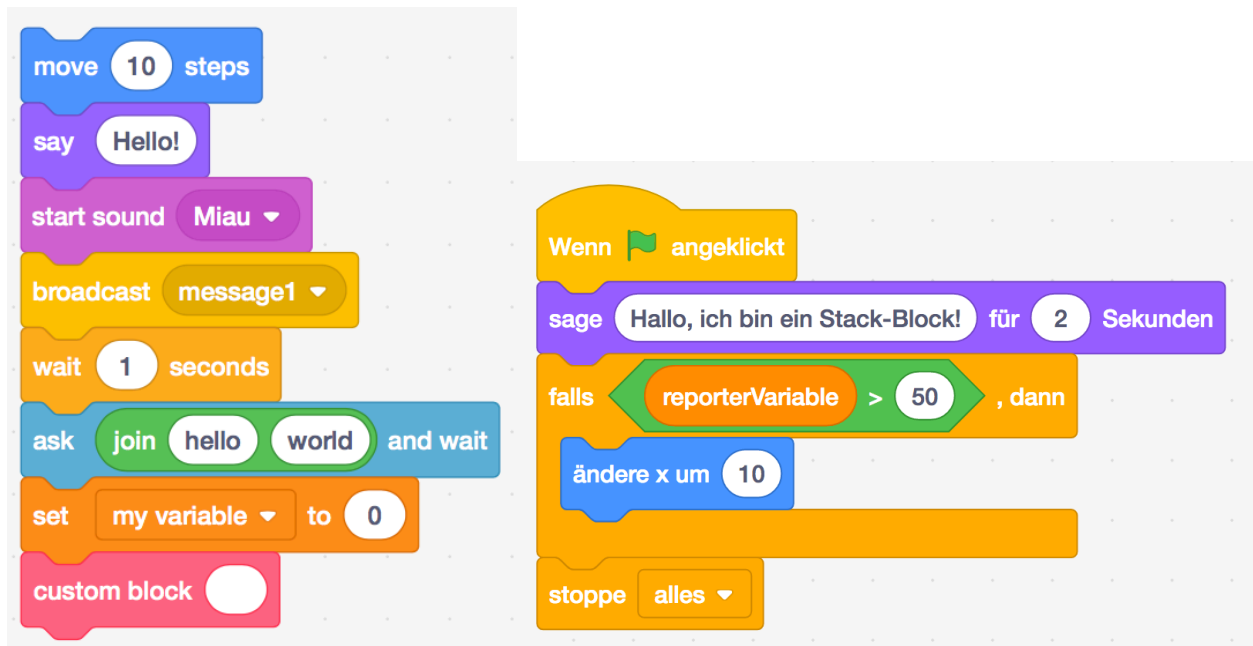 move 10 steps
say Hello!
start sound Miau
broadcast message1
wait 1 seconds
ask join hello world and wait
set my variable to 0
custom block
Wenn angeklickt
sage Hallo, ich bin ein Stack-Block! für 2 Sekunden
falls reporterVariable > 50 , dann
ändere x um 10
stoppe alles